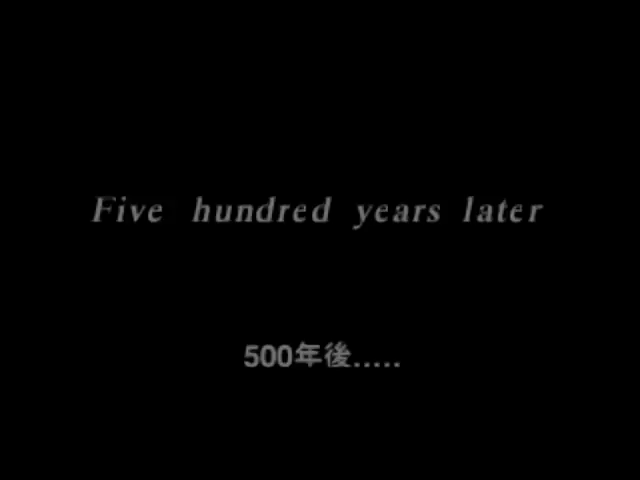 Five hundred years later
500年後.....